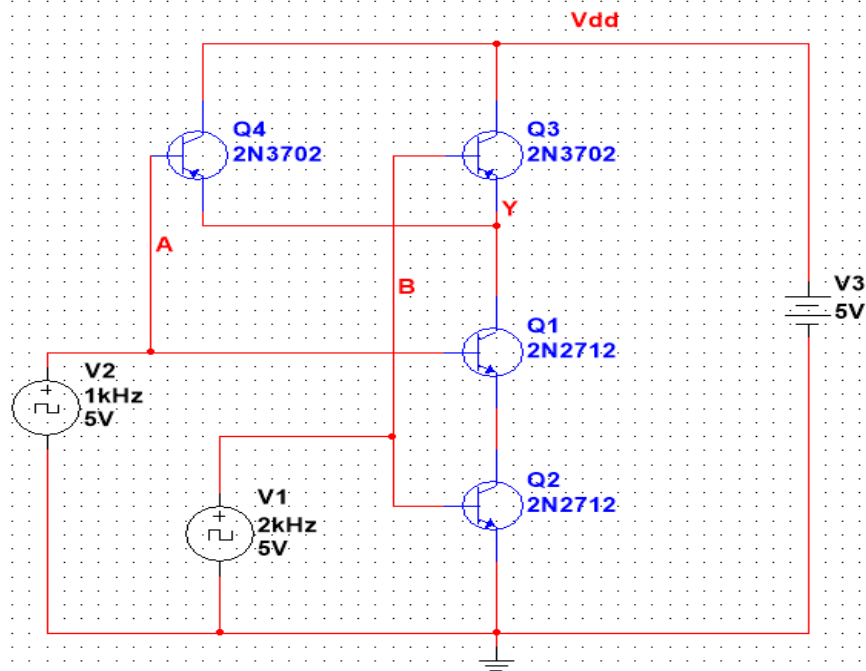 Vdd
Q4
2N3702
Q3
2N3702
Y
A
B
V3
5V
Q1
2N2712
V2
1kHz
5V
Q2
2N2712
V1
2kHz
5V